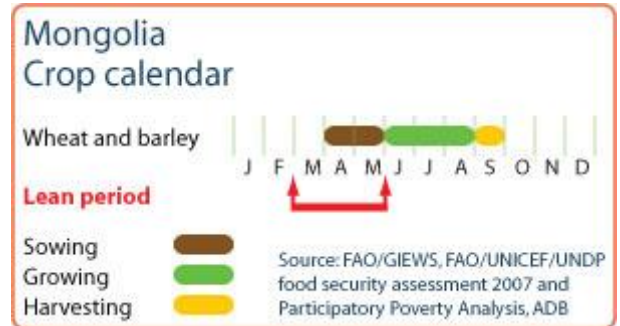 Mongolia
Crop calendar
Wheat and barley
J F M A M J J A S O N D
Lean period
Sowing
Growing
Harvesting
Source: FAO/GIEWS, FAO/UNICEF/UNDP
food security assessment 2007 and
Participatory Poverty Analysis, ADB